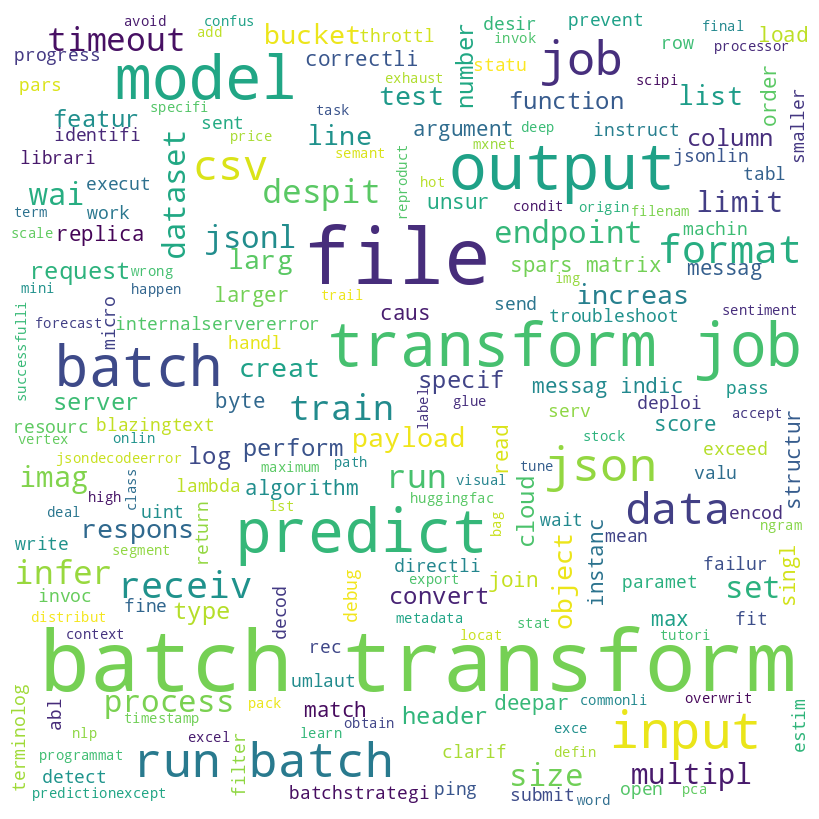 avoid confus final
add
timeout bucket throttl desir prevent load
progress correctli invok row processor
pars model exhaust statu job scipi
specifi test number list order smaller
featur sent task function
identifi price line argument deep instruct column
librari csv semant mxnet output jsonlin
wai execut dataset despit reproduct hot unsur condit origin filenam tabl limit
term work
scale replica jsonl file endpoint machin format
request wrong larg spars matrix messag
mini happen larger trail img increas
micro caus send troubleshoot sentiment
forecast internalservererror
successfulli batch handl transform job
creat specif messag indic pass
server byte train label glue serv deploi accept
resourc blazingtext payload score
vertex onlin log perform read stock exceed structur
jsondecodeerror maximum path run visual tune json valu
imag high class lambda algorithm huggingfac
deal uint lst bag cloud data encod
respons return predict wait mean ngram
write segment directli instanc failur singl
infer invoc receiv debug export join object paramet set
fine type decod convert metadata max fit
distribut stat tutori
context rec locat
batch transform
terminolog abl process umlaut
nlp timestamp pack match header deepar commonli overwrit estim
obtain
programmat excel learn clarif exce input
detect run batch filter defin size multipl
predictionexcept batchstrategi ping submit word open pca